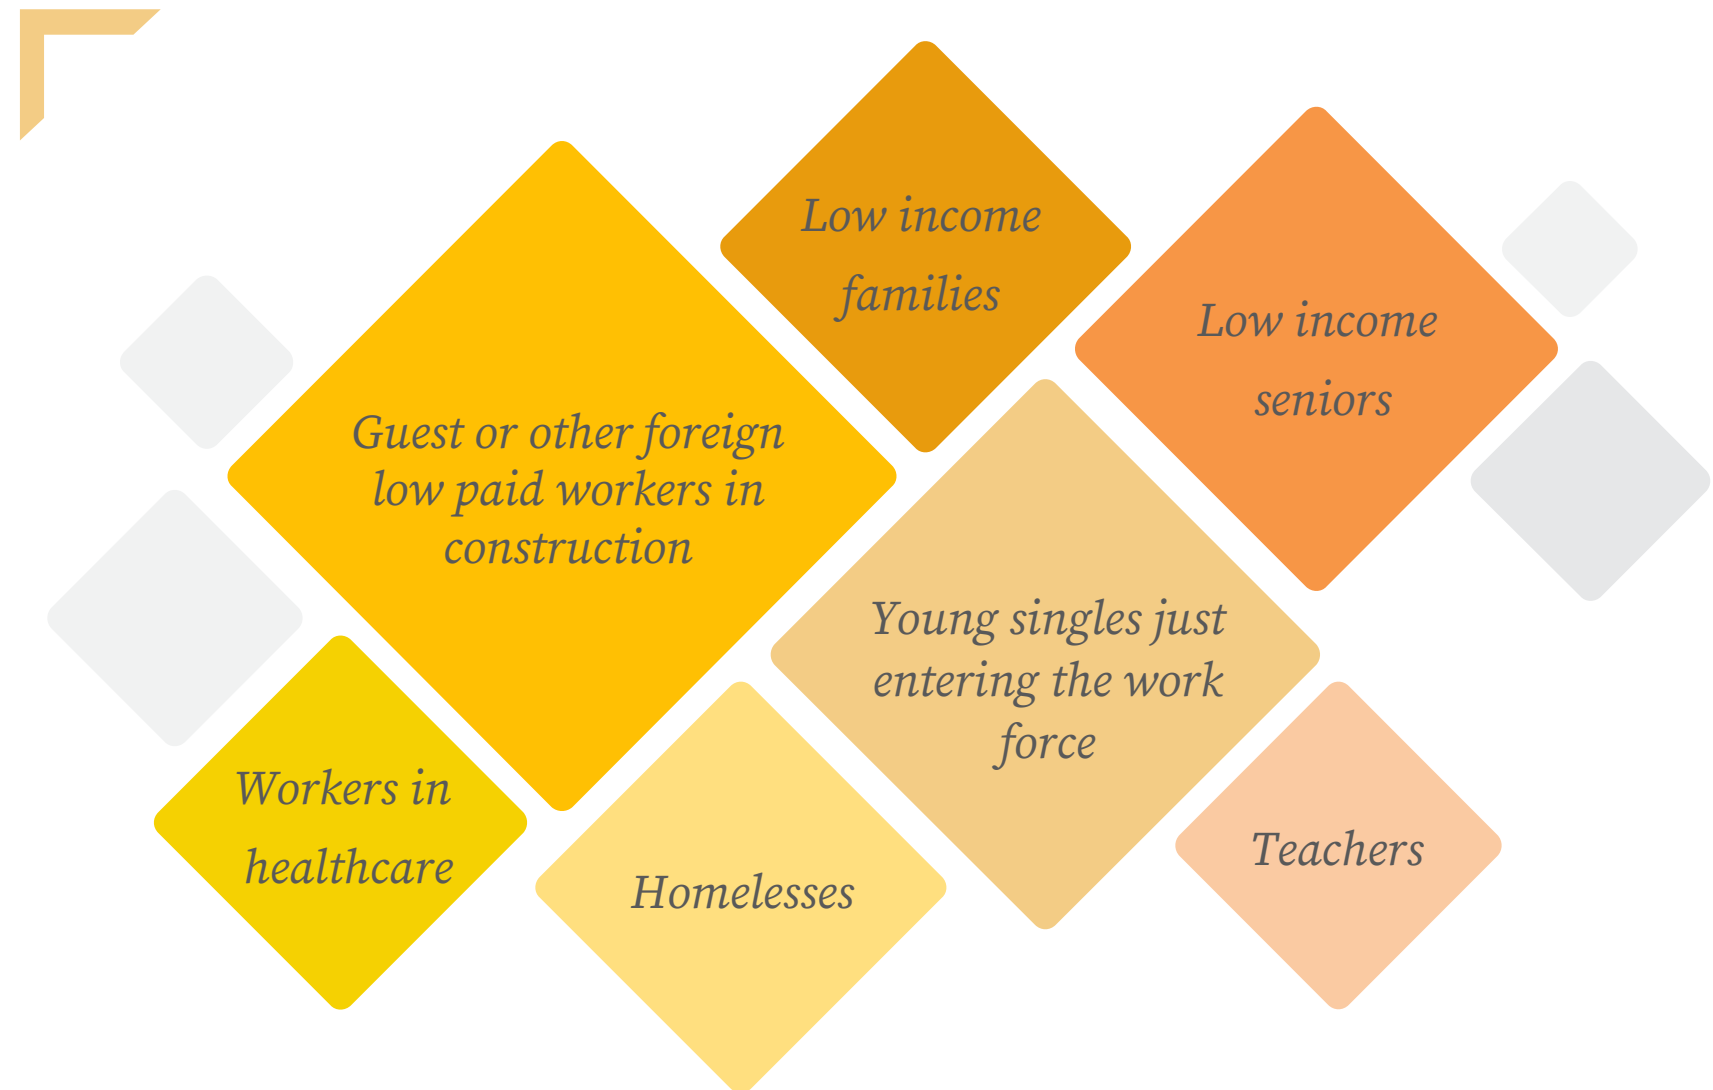 Low income
families
Low income
seniors
Guest or other foreign
low paid workers in
construction
Young singles just
entering the work
force
Workers in
healthcare
Homelesses
Teachers